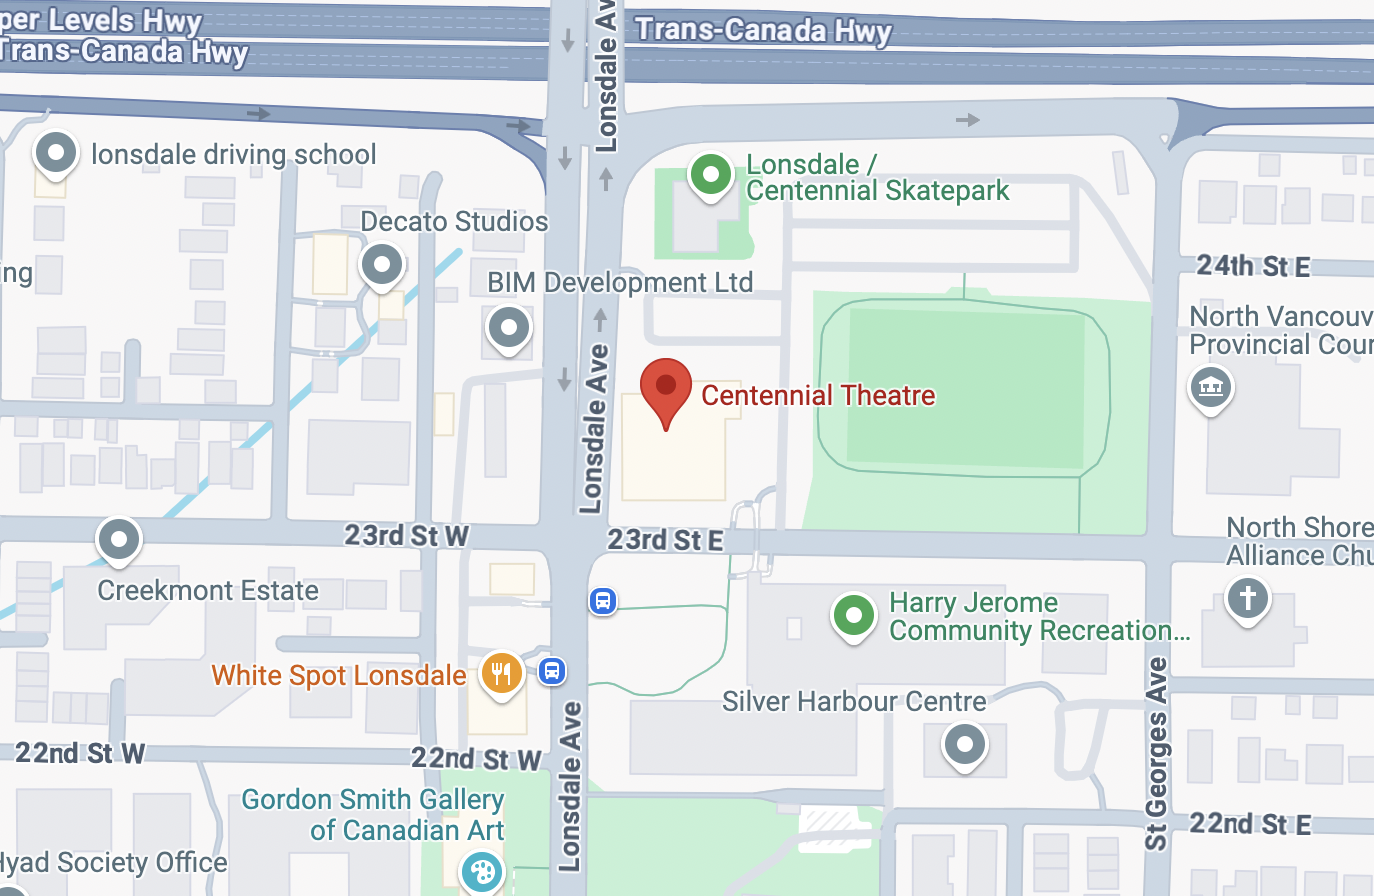 per Levels Hwy
Trans-Canada Hwy
Trans-Canada Hwy
Lonsdale Av
lonsdale driving school
Lonsdale /
Centennial Skatepark
Decato Studios
ing
BIM Development Ltd
24th St E
North Vancouv
Provincial Cour
Lonsdale Ave
Centennial Theatre
23rd St W
23rd St E
North Shore
Alliance Chu
Creekmont Estate
Harry Jerome
Community Recreation...
White Spot Lonsdale
Silver Harbour Centre
St Georges Ave
Lonsdale Ave
22nd St W
22nd St W
Gordon Smith Gallery
of Canadian Art
22nd St E
Hyad Society Office